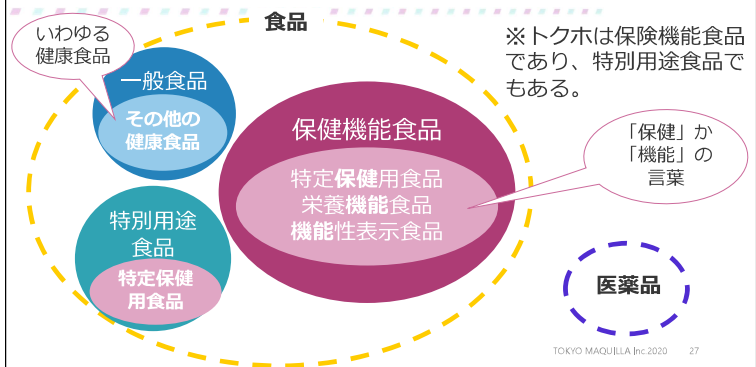 食品
いわゆる
健康食品
一般食品
その他の
健康食品
※トクホは保険機能食品
であり、特別用途食品で
もある。
保健機能食品
特定保健用食品
栄養機能食品
機能性表示食品
「保健」か
「機能」の
言葉
特別用途
食品
特定保健
用食品
医薬品
TOKYO MAQUILLA Inc.2020 27